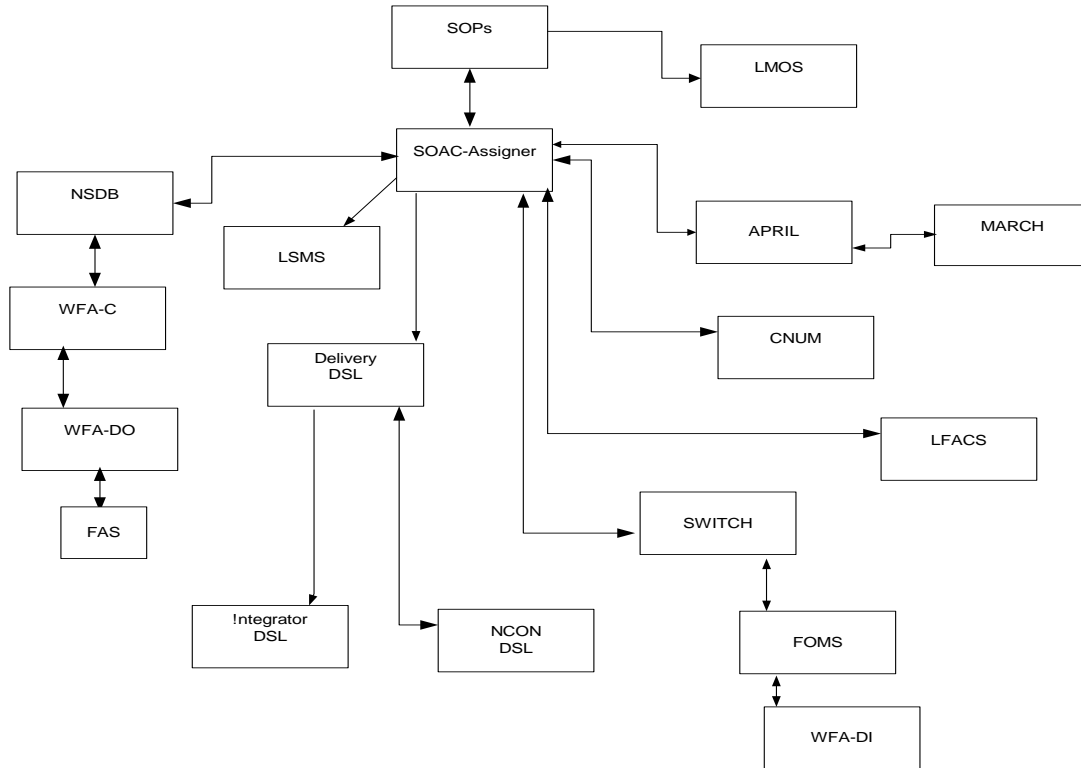 SOPs
LMOS
SOAC-Assigner
NSDB
LSMS
APRIL
MARCH
WFA-C
CNUM
Delivery
DSL
WFA-DO
LFACS
FAS
SWITCH
!ntegrator
DSL
NCON
DSL
FOMS
WFA-DI